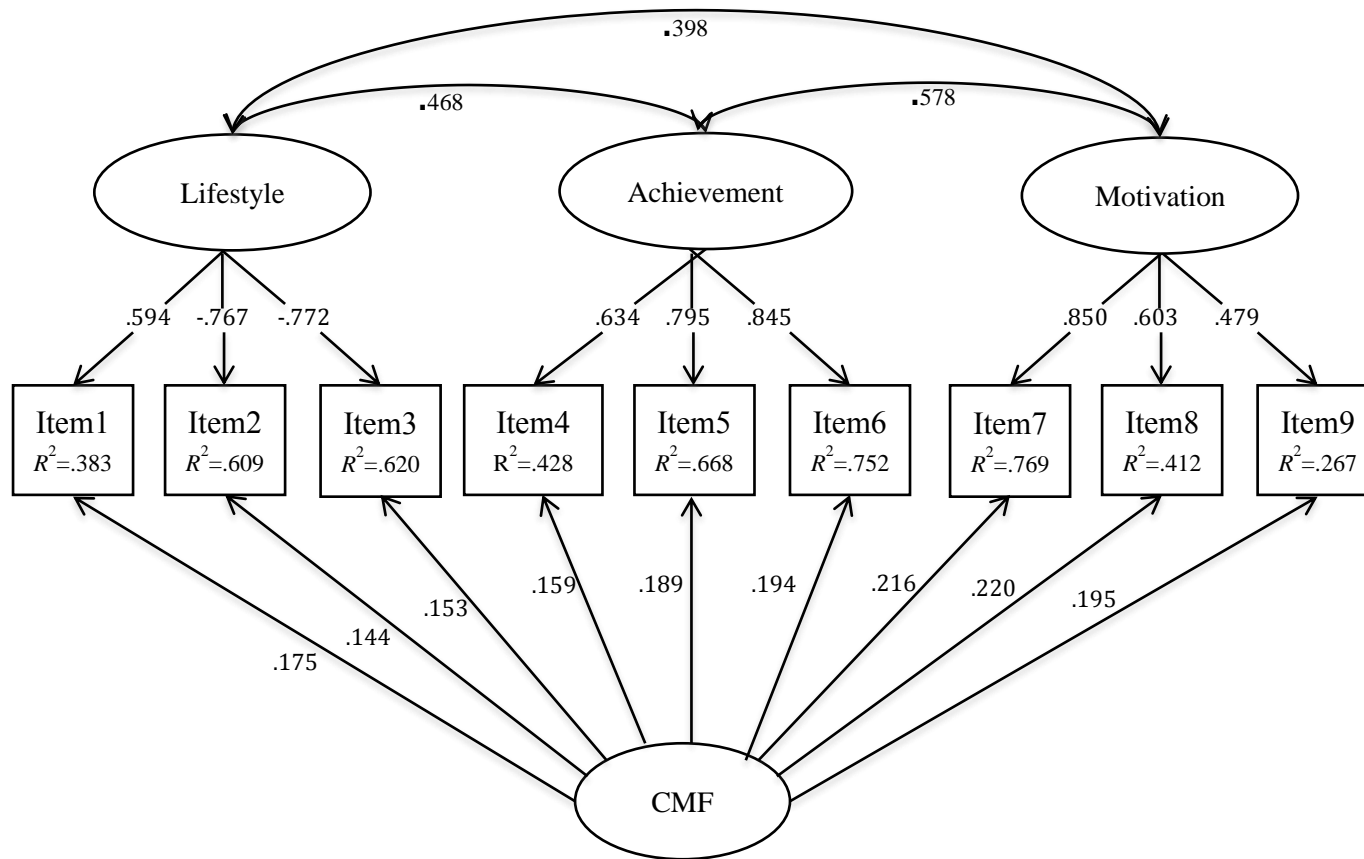 .398
.468
.578
Lifestyle
Achievement
Motivation
.594
-.767
-.772
.634
.795
.845
.850
.603
.479
Item1
R²=.383
Item2
R²=.609
Item3
R²=.620
Item4
R²=.428
Item5
R²=.668
Item6
R²=.752
Item7
R²=.769
Item8
R²=.412
Item9
R²=.267
.175
.144
.153
.159
.189
.194
.216
.220
.195
CMF